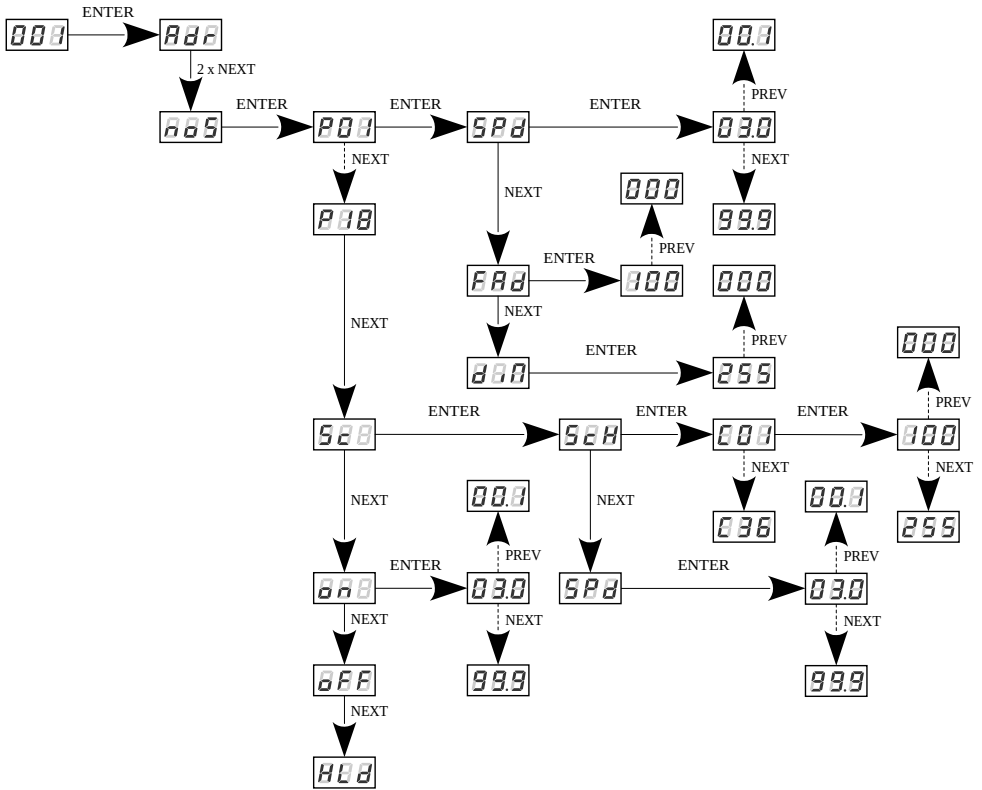 ENTER
001 Adr 00.1
2 x NEXT
PREV
ENTER ENTER ENTER
noS P01 SPd 03.0
NEXT NEXT
000
NEXT
P18 99.9
PREV
ENTER
FAd 100 000
NEXT
NEXT PREV
ENTER
din 255
000
PREV
ENTER ENTER ENTER
Sc ScH C01 100
NEXT NEXT
00.1 00.1
NEXT NEXT
C36 255
PREV PREV
ENTER ENTER
on 03.0 SPd 03.0
NEXT NEXT NEXT
oFF 99.9 99.9
NEXT
HLd